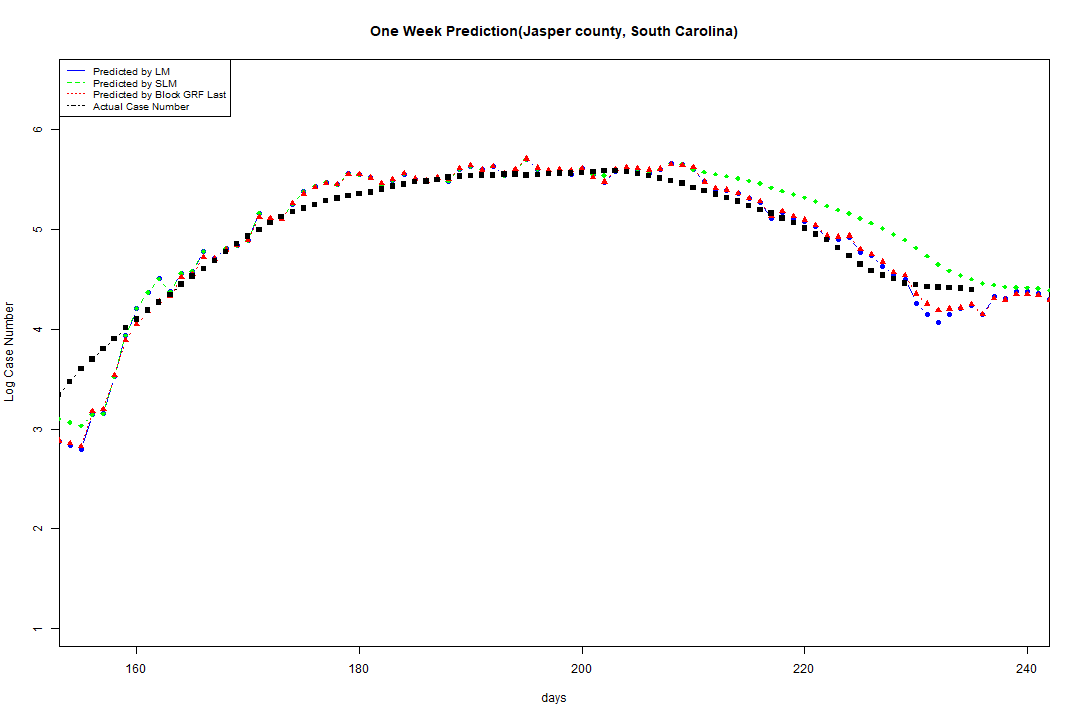 One Week Prediction(Jasper county, South Carolina)
Predicted by LM
Predicted by SLM
Predicted by Block GRF Last
Actual Case Number
6
5
4
3
2
1
Log Case Number
160 180 200 220 240
days